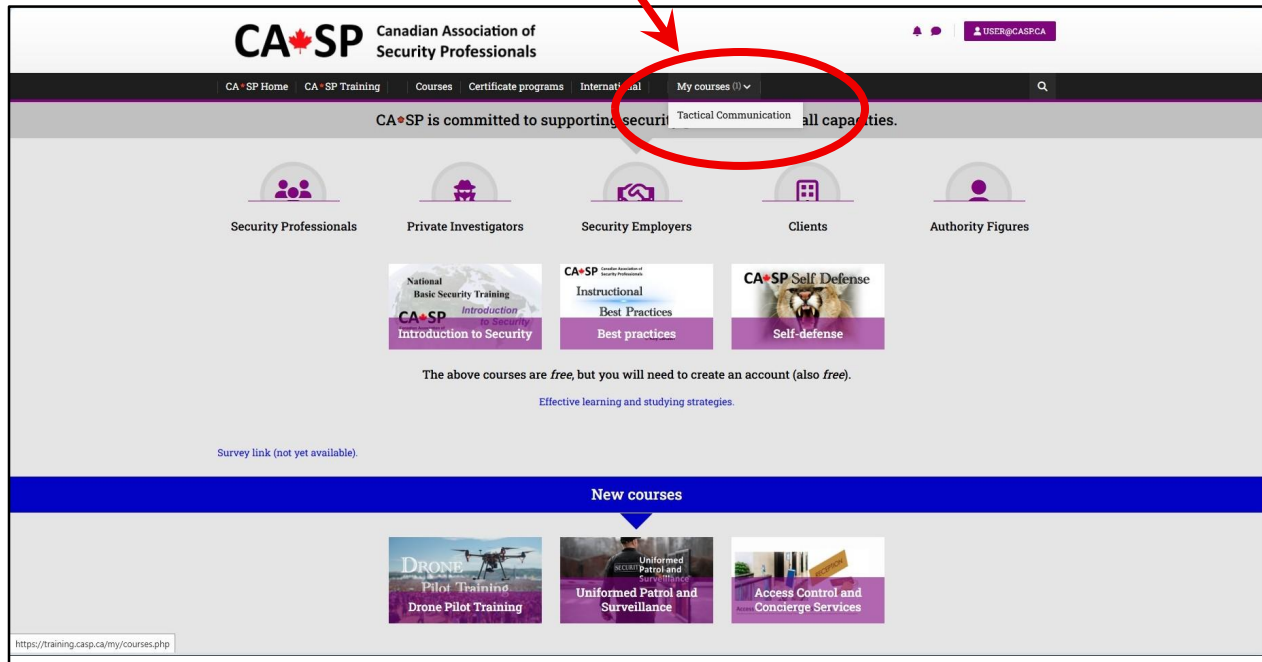 CA SP Canadian Association of
Security Professionals
USER@CASP.CA
CA SP Home CA SP Training Courses Certificate programs International My courses (1)
Tactical Communication
CA SP is committed to supporting all capacities.
Security Professionals Private Investigators Security Employers Clients Authority Figures
National
Basic Security Training
Introduction
to Security
CA SP
Introduction to Security
CA SP Canadian Association of
Security Professionals
Instructional
Best Practices
Best practices
CA SP Self Defense
Self-defense
The above courses are free, but you will need to create an account (also free).
Effective learning and studying strategies.
Survey link (not yet available).
New courses
DRONE
Pilot Training
Drone Pilot Training
SECURITY
Uniformed
Patrol and
Surveillance
Uniformed Patrol and
Surveillance
RECEPTION
Access Control and
Concierge Services
https://training.casp.ca/my/courses.php